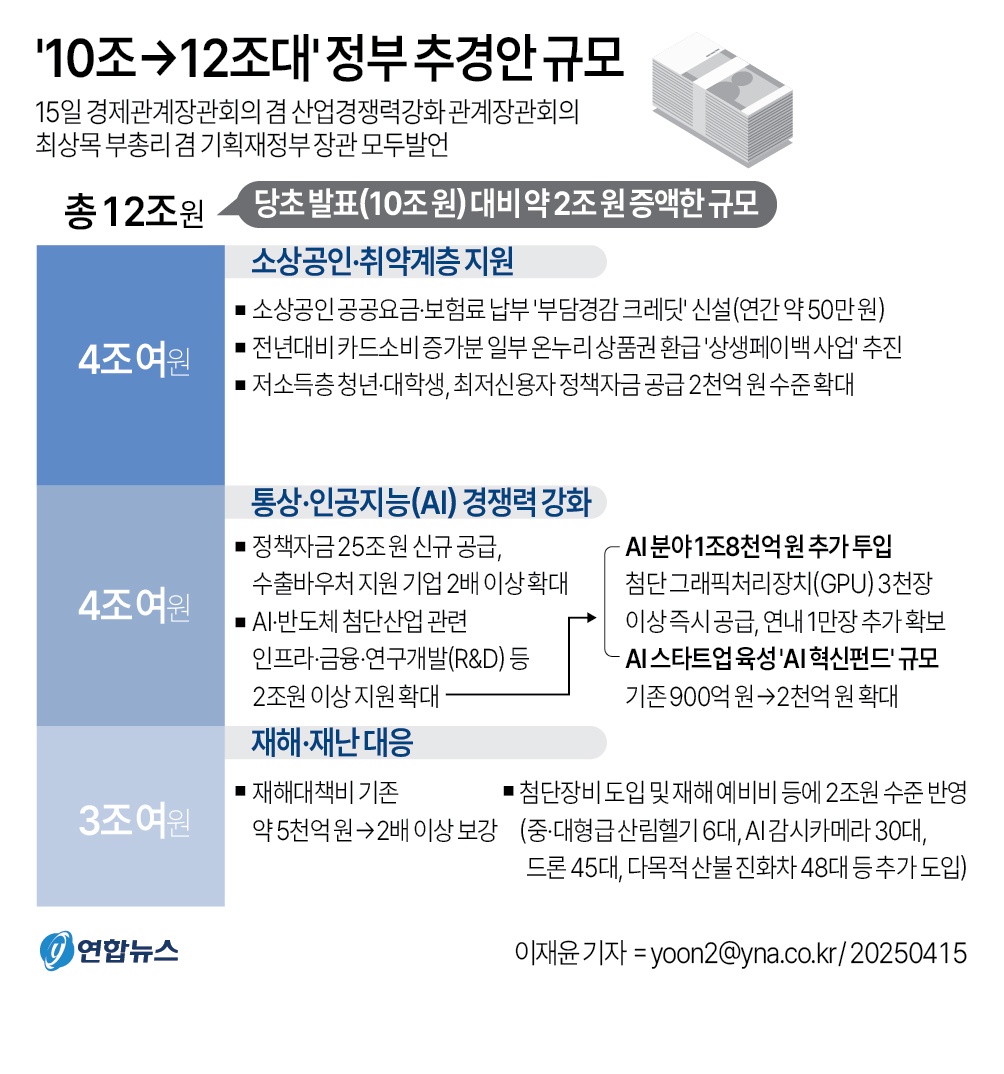 '10조→12조대' 정부 추경안 규모
15일 경제관계장관회의 겸 산업경쟁력강화 관계장관회의
최상목 부총리 겸 기획재정부 장관 모두발언
총 12조원
당초 발표(10조 원) 대비 약 2조 원 증액한 규모
4조 여원
소상공인·취약계층 지원
■ 소상공인 공공요금·보험료 납부 '부담경감 크레딧' 신설(연간 약 50만 원)
■ 전년대비 카드소비 증가분 일부 온누리 상품권 환급 '상생페이백 사업' 추진
■ 저소득층 청년·대학생, 최저신용자 정책자금 공급 2천억 원 수준 확대
4조 여원
통상·인공지능(AI) 경쟁력 강화
■ 정책자금 25조 원 신규 공급,
수출바우처 지원 기업 2배 이상 확대
■ AI·반도체 첨단산업 관련
인프라·금융·연구개발(R&D) 등
2조원 이상 지원 확대
AI 분야 1조8천억 원 추가 투입
첨단 그래픽처리장치(GPU) 3천장
이상 즉시 공급, 연내 1만장 추가 확보
AI 스타트업 육성 'AI 혁신펀드' 규모
기존 900억 원→2천억 원 확대
3조 여원
재해·재난 대응
■ 재해대책비 기존
약 5천억 원→2배 이상 보강
■ 첨단장비 도입 및 재해 예비비 등에 2조원 수준 반영
(중·대형급 산림헬기 6대, AI 감시카메라 30대,
드론 45대, 다목적 산불 진화차 48대 등 추가 도입)
연합뉴스
이재윤 기자 = yoon2@yna.co.kr / 20250415